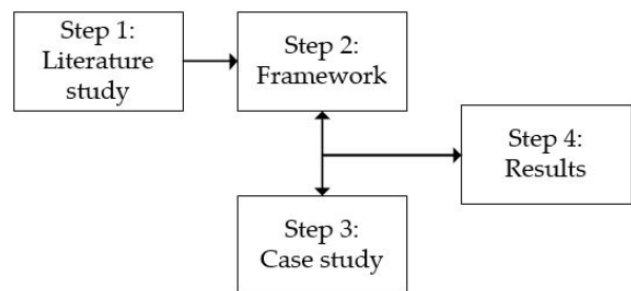 Step 1:
Literature
study
Step 2:
Framework
Step 3:
Case study
Step 4:
Results